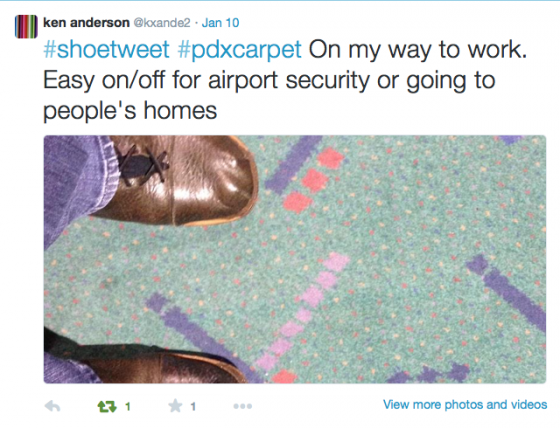 ken anderson @kxande2 · Jan 10
#shoetweet #pdxcarpet On my way to work.
Easy on/off for airport security or going to
people's homes
1
1
View more photos and videos